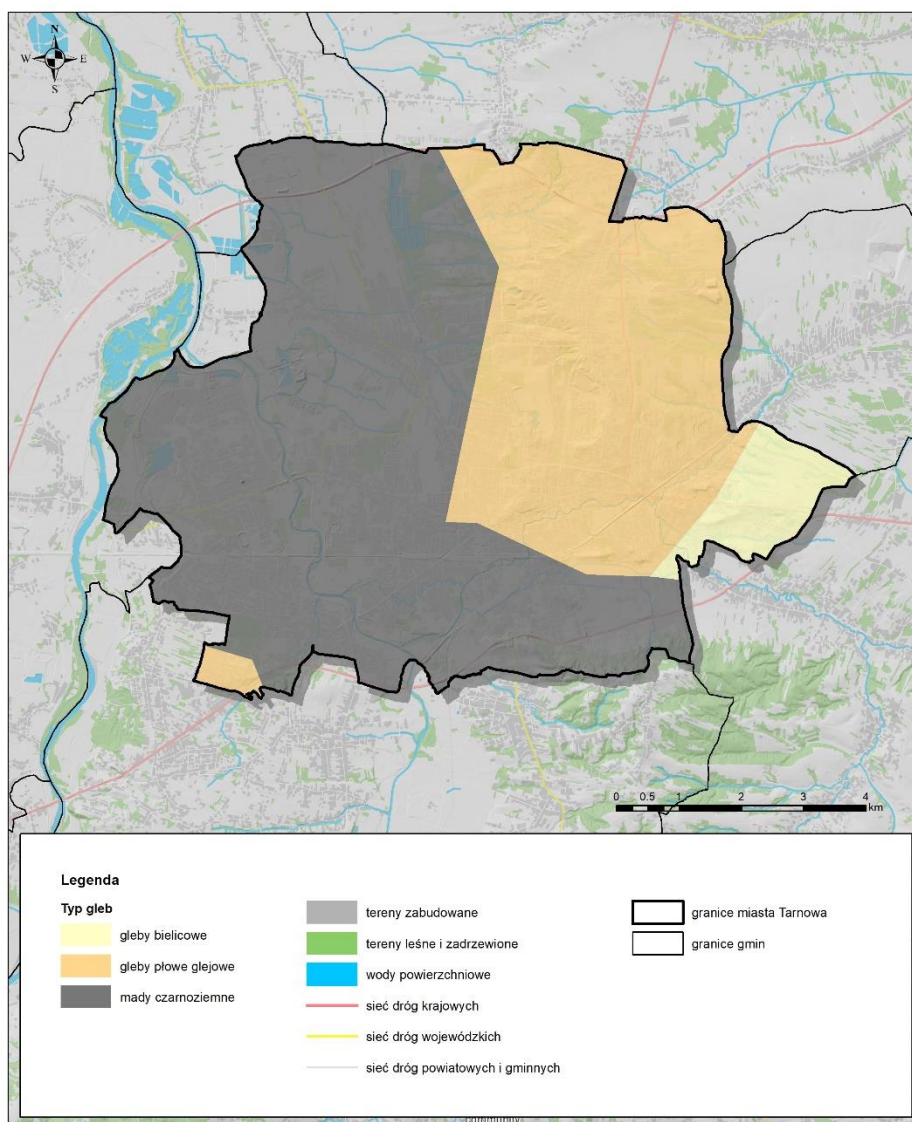 N
W E
S
0 0.5 1 2 3 4
km
Legenda
Typ gleb
gleby bielicowe
gleby płowe glejowe
mady czarnoziemne
tereny zabudowane
tereny leśne i zadrzewione
wody powierzchniowe
sieć dróg krajowych
sieć dróg wojewódzkich
sieć dróg powiatowych i gminnych
granice miasta Tarnowa
granice gmin
community